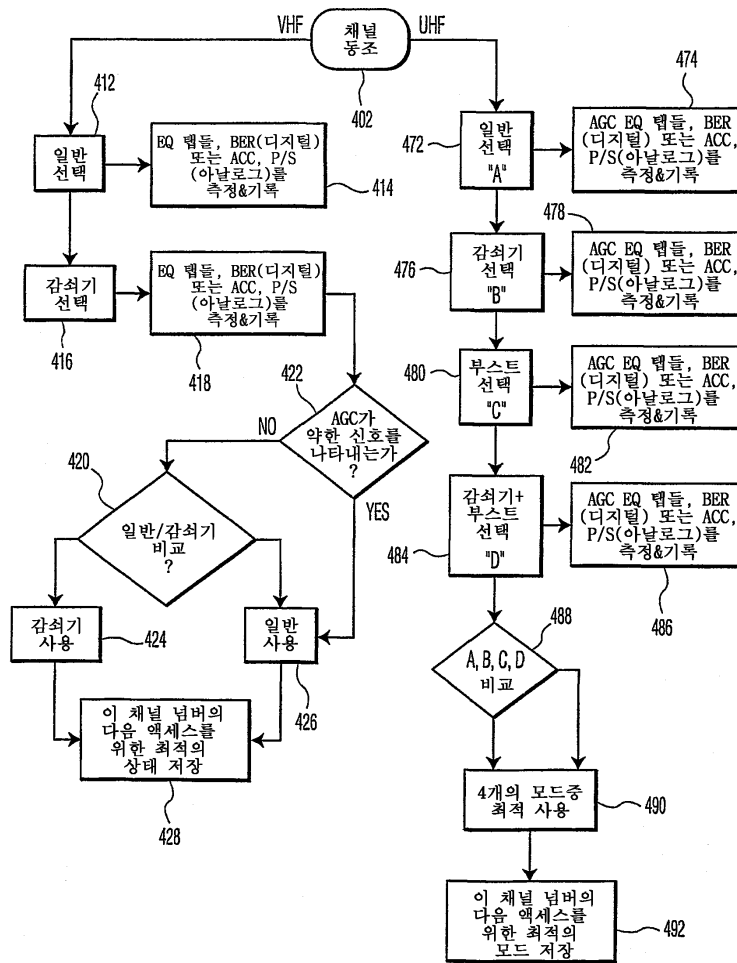 VHF
채널
동조
UHF
402
412
일반
선택
EQ 탭들, BER(디지털)
또는 ACC, P/S
(아날로그)를
측정&기록
414
감쇠기
선택
416
EQ 탭들, BER(디지털)
또는 ACC, P/S
(아날로그)를
측정&기록
418
422
AGC가
약한 신호를
나타내는가
?
NO
YES
420
일반/감쇠기
비교
?
감쇠기
사용
424
일반
사용
426
이 채널 넘버의
다음 액세스를
위한 최적의
상태 저장
428
472
일반
선택
"A"
474
AGC EQ 탭들, BER
(디지털) 또는 ACC,
P/S(아날로그)를
측정&기록
476
감쇠기
선택
"B"
478
AGC EQ 탭들, BER
(디지털) 또는 ACC,
P/S(아날로그)를
측정&기록
480
부스트
선택
"C"
AGC EQ 탭들, BER
(디지털) 또는 ACC,
P/S(아날로그)를
측정&기록
482
감쇠기+
부스트
선택
"D"
484
AGC EQ 탭들, BER
(디지털) 또는 ACC,
P/S(아날로그)를
측정&기록
486
488
A, B, C, D
비교
4개의 모드중
최적 사용
490
이 채널 넘버의
다음 액세스를
위한 최적의
모드 저장
492